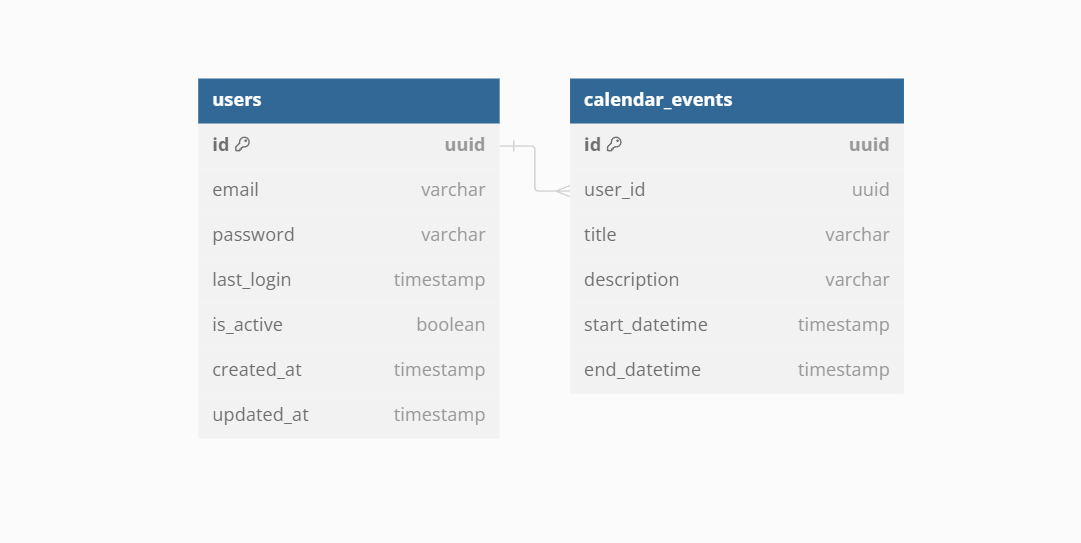 users
id uuid
email varchar
password varchar
last_login timestamp
is_active boolean
created_at timestamp
updated_at timestamp
calendar_events
id uuid
user_id uuid
title varchar
description varchar
start_datetime timestamp
end_datetime timestamp